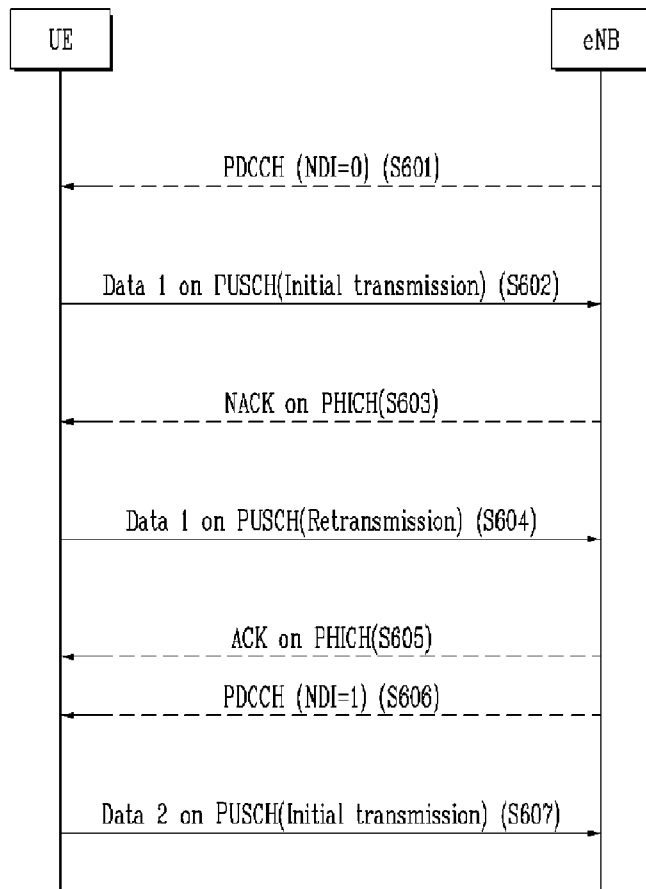 UE
eNB
PDCCH (NDI=0) (S601)
Data 1 on PUSCH(Initial transmission) (S602)
NACK on PHICH(S603)
Data 1 on PUSCH(Retransmission) (S604)
ACK on PHICH(S605)
PDCCH (NDI=1) (S606)
Data 2 on PUSCH(Initial transmission) (S607)